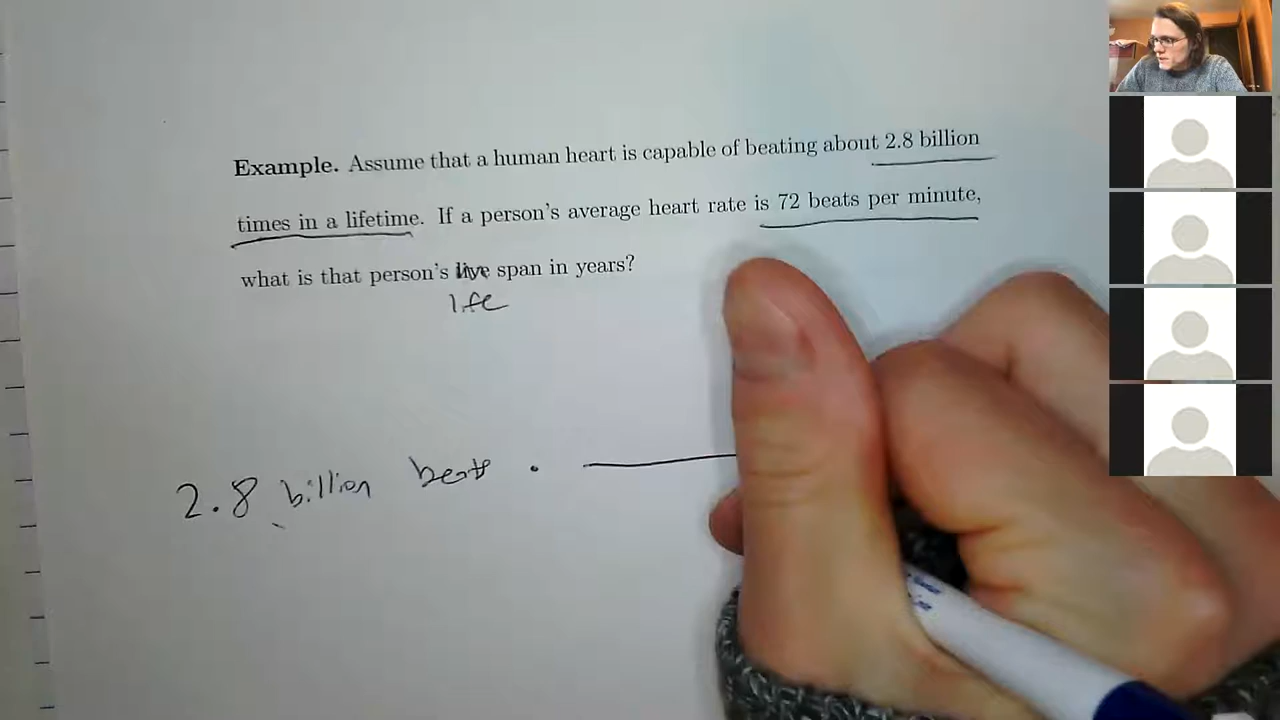 Example. Assume that a human heart is capable of beating about 2.8 billion
times in a lifetime. If a person's average heart rate is 72 beats per minute,
what is that person's live span in years?
life
2.8 billion beats ·